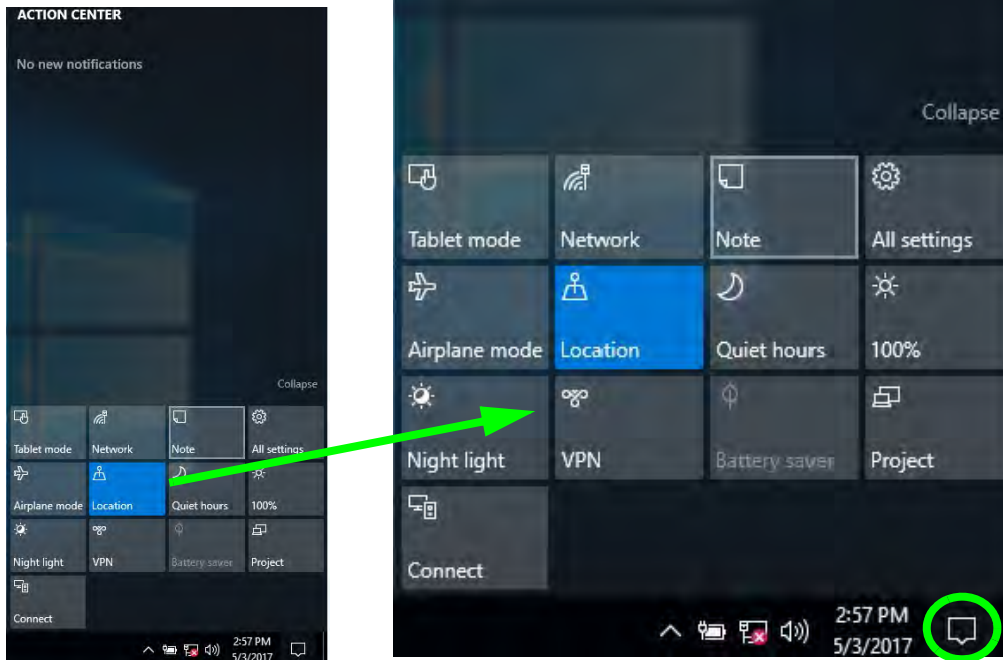 ACTION CENTER
No new notifications
Collapse
Tablet mode Network Note All settings
Airplane mode Location Quiet hours 100%
Night light VPN Battery saver Project
Connect
2:57 PM
5/3/2017
Collapse
Tablet mode Network Note All settings
Airplane mode Location Quiet hours 100%
Night light VPN Battery saver Project
Connect
2:57 PM
5/3/2017